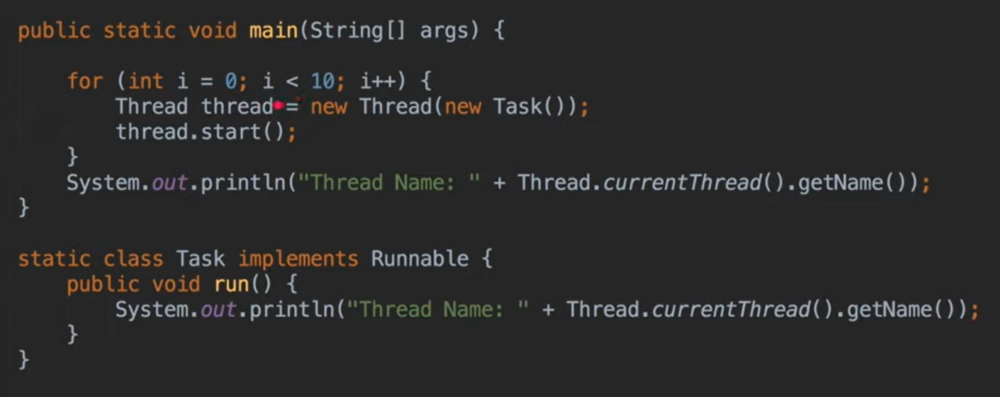 public static void main(String[] args) {
for (int i = 0; i < 10; i++) {
Thread thread = new Thread(new Task());
thread.start();
}
System.out.println("Thread Name: " + Thread.currentThread().getName());
}
static class Task implements Runnable {
public void run() {
System.out.println("Thread Name: " + Thread.currentThread().getName());
}
}